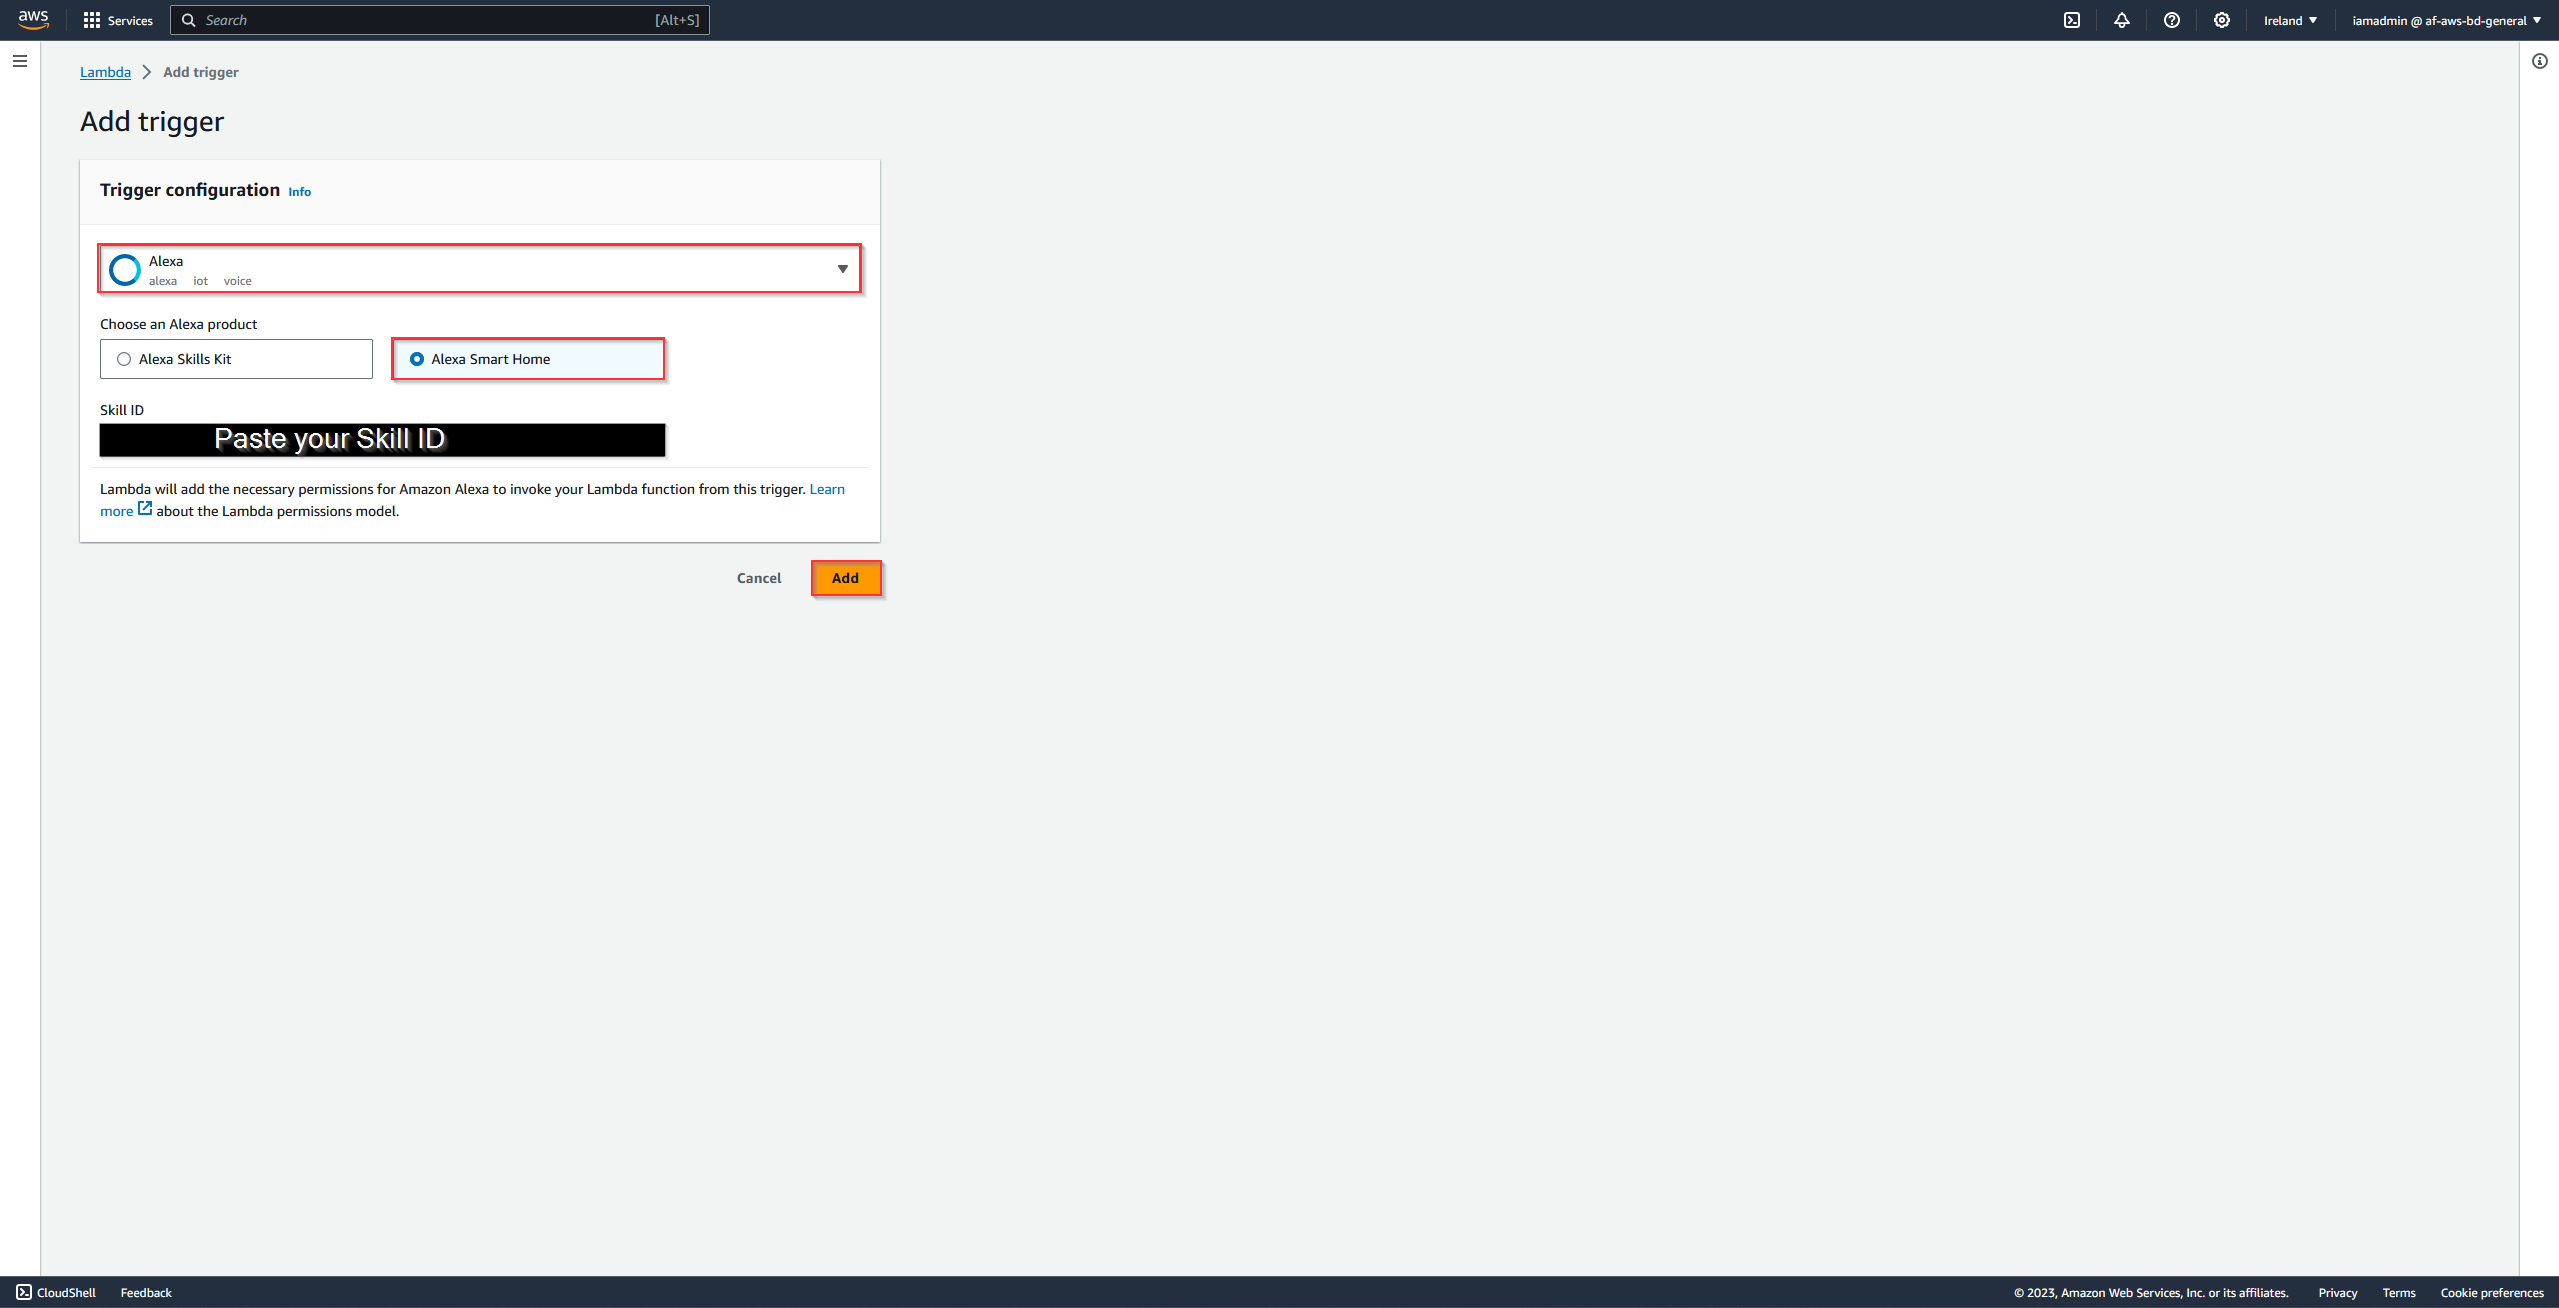 aws Services Search [Alt+S] Ireland iamadmin @ af-aws-bd-general
Lambda Add trigger
Add trigger
Trigger configuration Info
Alexa
alexa iot voice
Choose an Alexa product
Alexa Skills Kit Alexa Smart Home
Skill ID
Paste your Skill ID
Lambda will add the necessary permissions for Amazon Alexa to invoke your Lambda function from this trigger. Learn
more about the Lambda permissions model.
Cancel Add
CloudShell Feedback © 2023, Amazon Web Services, Inc. or its affiliates. Privacy Terms Cookie preferences